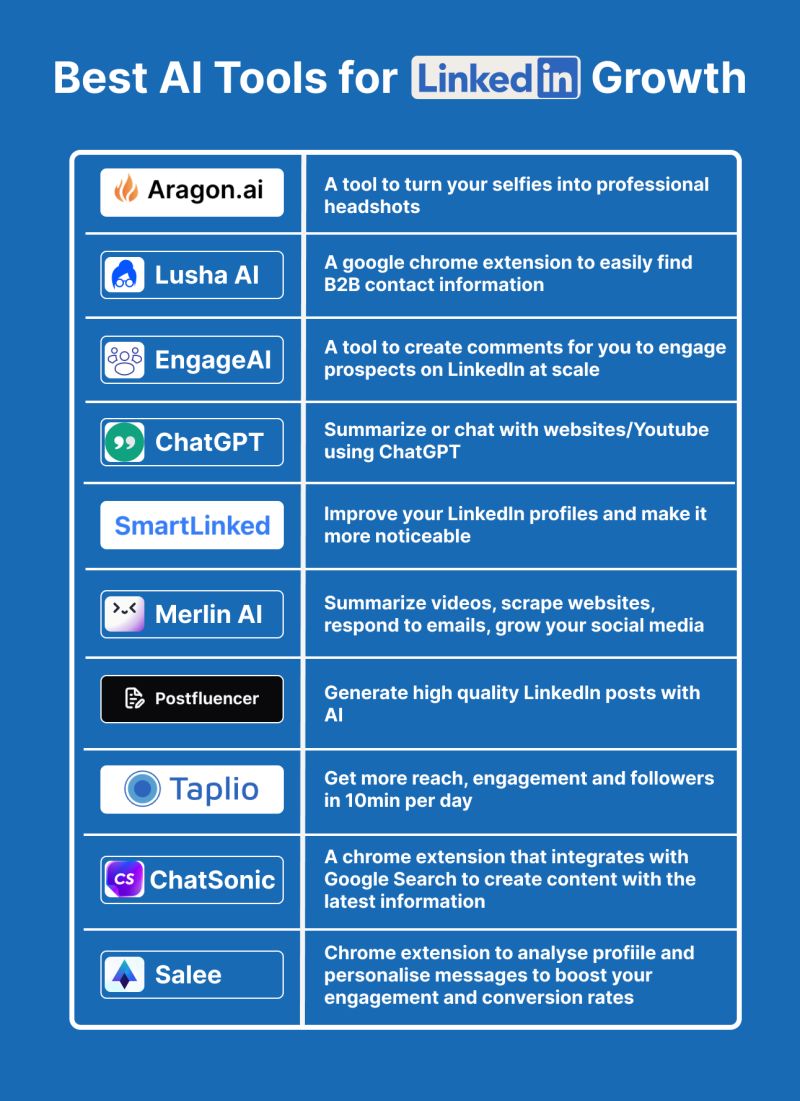 Best AI Tools for Linkedin Growth
Aragon.ai
A tool to turn your selfies into professional
headshots
Lusha AI
A google chrome extension to easily find
B2B contact information
EngageAI
A tool to create comments for you to engage
prospects on LinkedIn at scale
ChatGPT
Summarize or chat with websites/Youtube
using ChatGPT
SmartLinked
Improve your LinkedIn profiles and make it
more noticeable
Merlin AI
Summarize videos, scrape websites,
respond to emails, grow your social media
Postfluencer
Generate high quality LinkedIn posts with
AI
Taplio
Get more reach, engagement and followers
in 10min per day
CS ChatSonic
A chrome extension that integrates with
Google Search to create content with the
latest information
Salee
Chrome extension to analyse profiile and
personalise messages to boost your
engagement and conversion rates